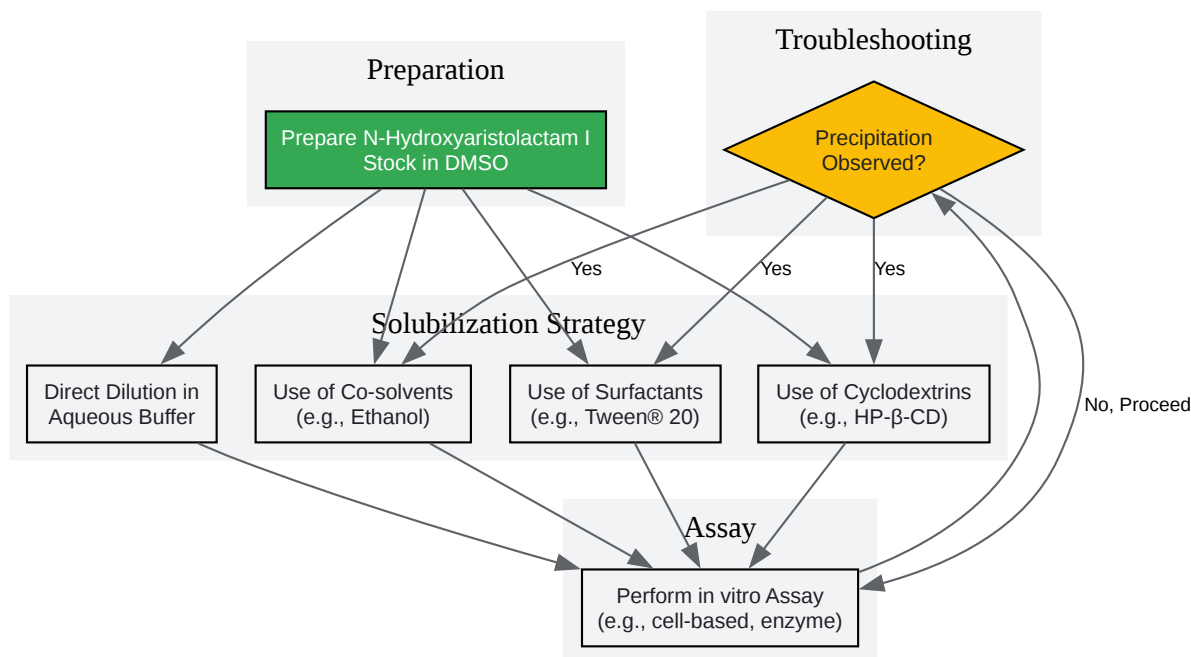 Troubleshooting
Preparation
Prepare N-Hydroxyaristolactam I
Stock in DMSO
Precipitation
Observed?
Yes
Yes
Yes
Solubilization Strategy
Direct Dilution in
Aqueous Buffer
Use of Co-solvents
(e.g., Ethanol)
Use of Surfactants
(e.g., Tween® 20)
Use of Cyclodextrins
(e.g., HP-β-CD)
No, Proceed
Assay
Perform in vitro Assay
(e.g., cell-based, enzyme)